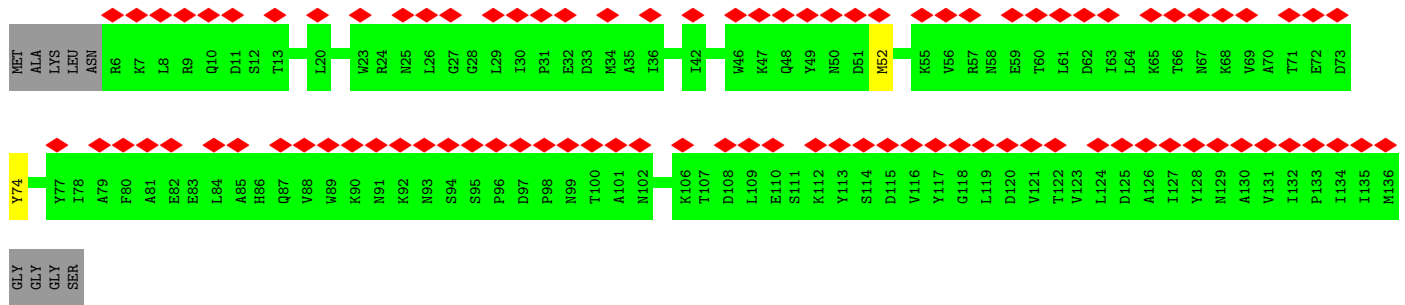 MET ALA LYS LEU ASN R6 K7 L8 R9 Q10 D11 S12 T13 L20 W23 R24 N25 L26 G27 G28 L29 I30 P31 E32 D33 M34 A35 I36 I42 W46 K47 Q48 Y49 N50 D51 M52 K55 V56 R57 N58 E59 T60 L61 D62 I63 L64 K65 T66 N67 K68 V69 A70 T71 E72 D73
Y74 Y77 I78 A79 F80 A81 E82 E83 L84 A85 H86 Q87 V88 W89 K90 N91 K92 N93 S94 S95 P96 D97 P98 N99 T100 A101 N102 K106 T107 D108 L109 E110 S111 K112 Y113 S114 D115 V116 Y117 G118 L119 D120 V121 T122 V123 L124 D125 A126 I127 Y128 N129 A130 V131 I132 P133 I134 I135 M136
GLY GLY GLY SER